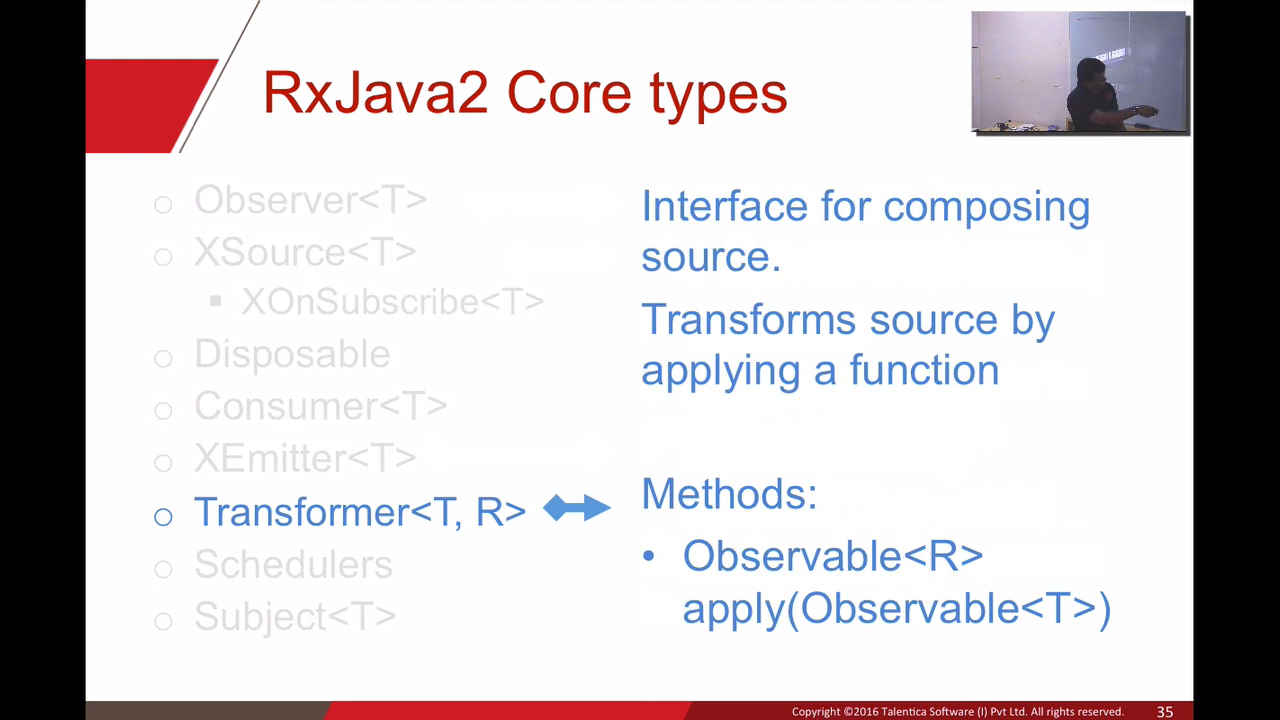 RxJava2 Core types
Observer<T>
XSource<T>
XOnSubscribe<T>
Disposable
Consumer<T>
XEmitter<T>
Transformer<T, R>
Schedulers
Subject<T>
Interface for composing
source.
Transforms source by
applying a function
Methods:
• Observable<R>
apply(Observable<T>)
Copyright ©2016 Talentica Software (I) Pvt Ltd. All rights reserved.
35